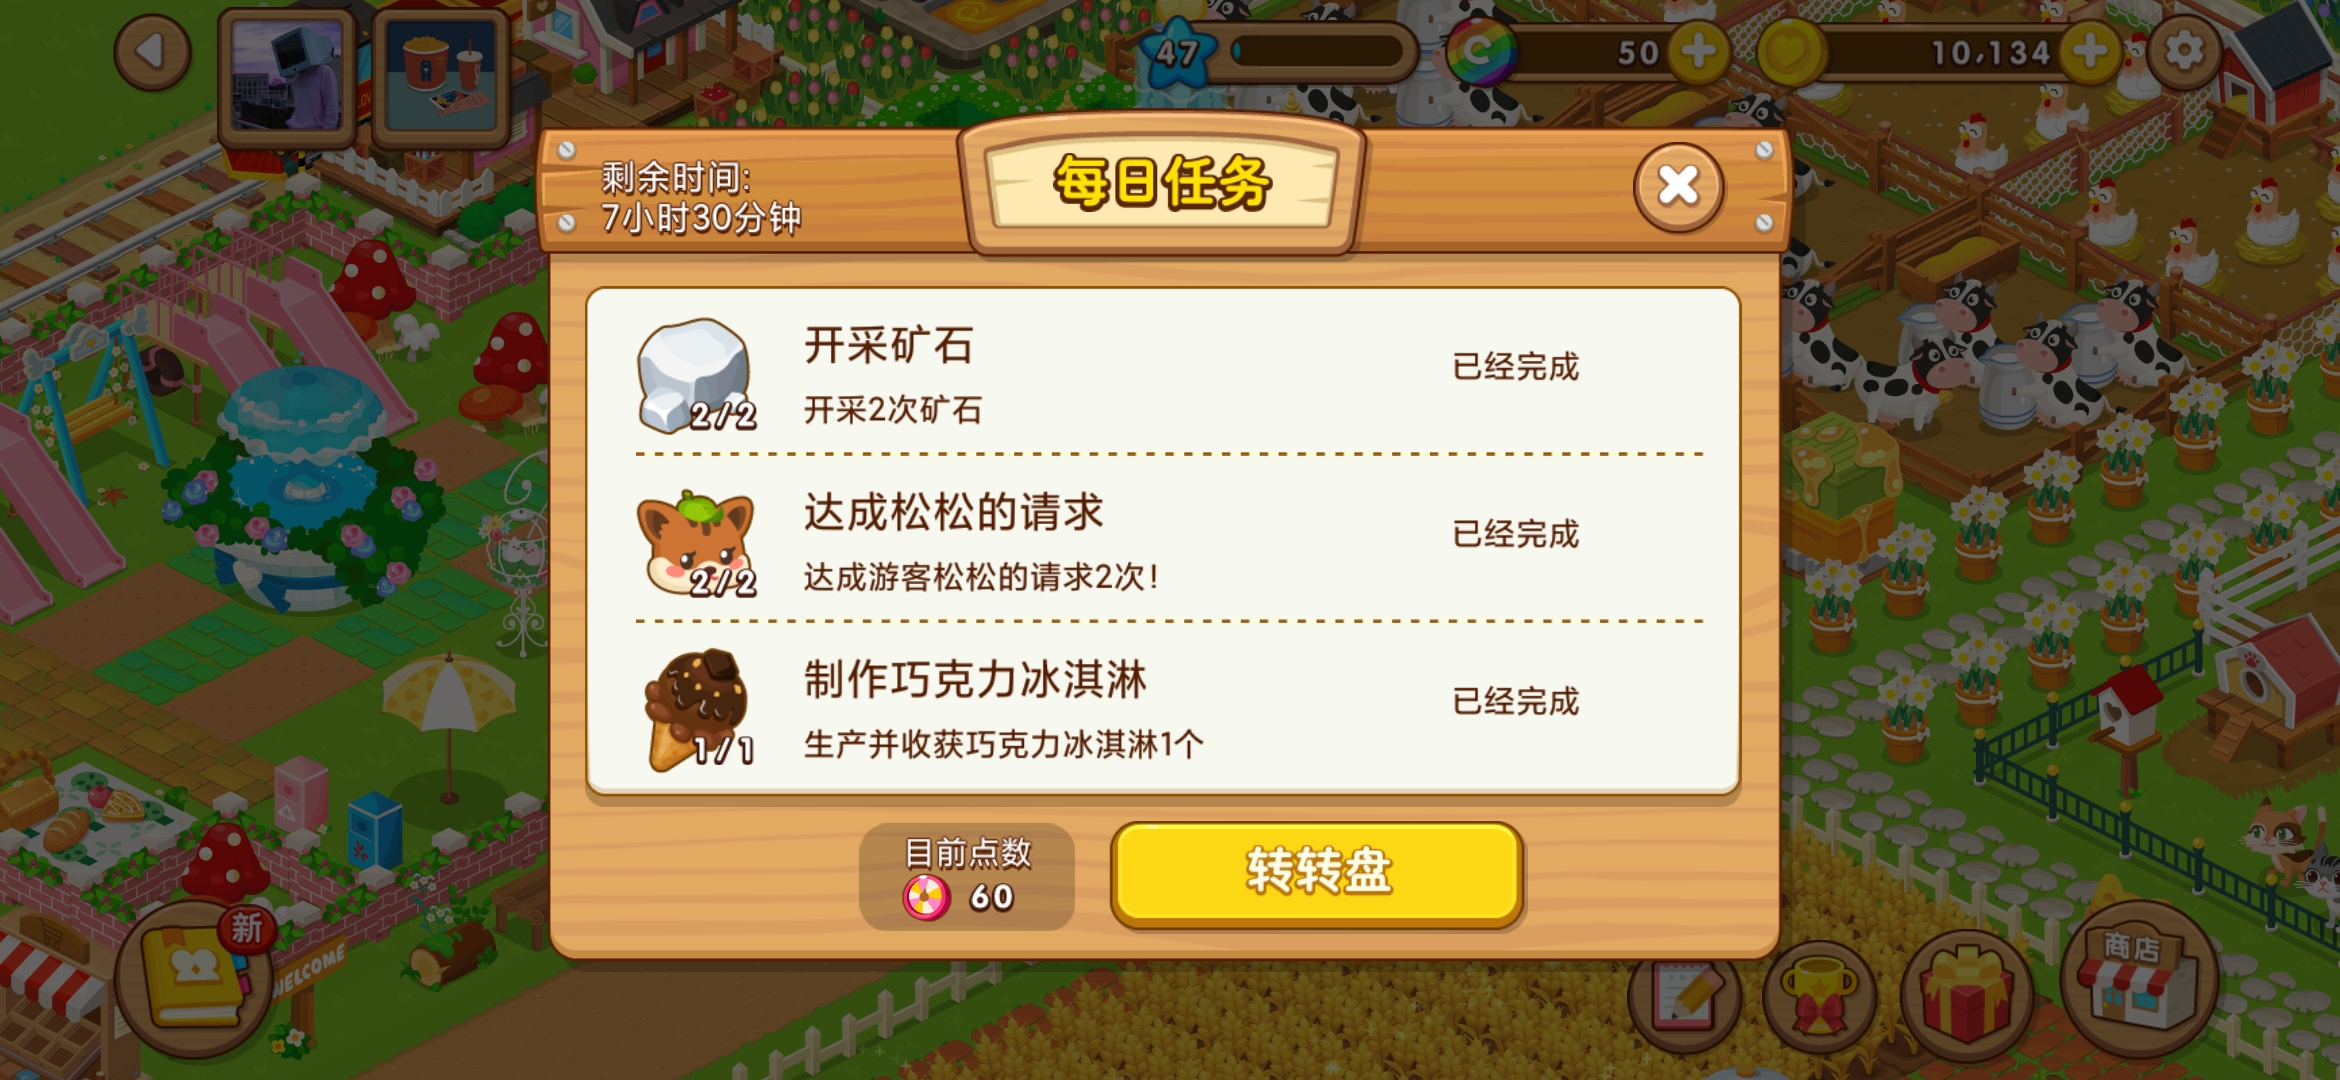 47
50
10,134
剩余时间:
7小时30分钟
每日任务
开采矿石
已经完成
开采2次矿石
2/2
达成松松的请求
已经完成
达成游客松松的请求2次!
2/2
制作巧克力冰淇淋
已经完成
生产并收获巧克力冰淇淋1个
1/1
目前点数
60
转转盘
新
WELCOME
商店